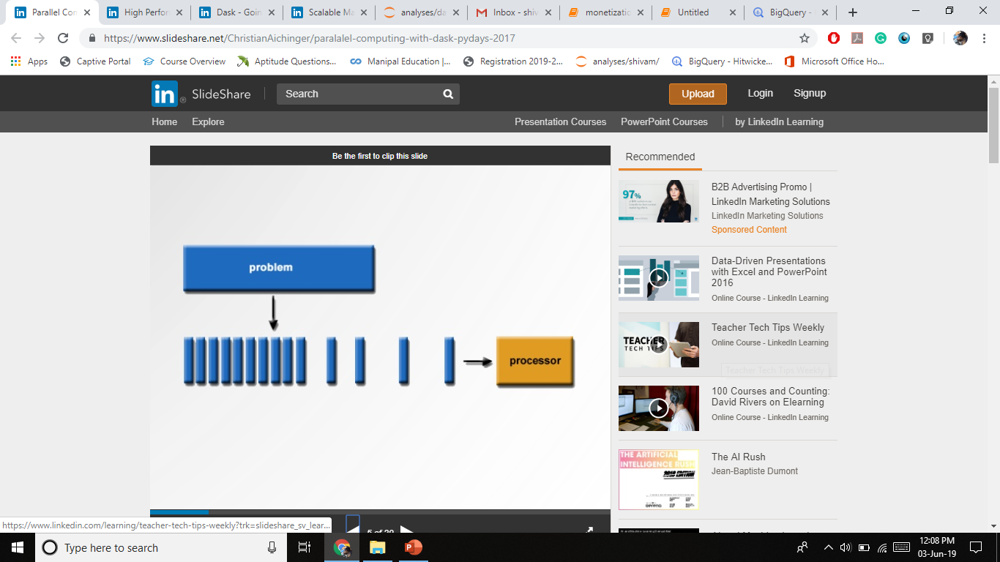 Parallel Com
High Perfor
Dask - Goin
Scalable Ma
analyses/da
Inbox - shiv
monetizatio
Untitled
BigQuery -
https://www.slideshare.net/ChristianAichinger/paralalel-computing-with-dask-pydays-2017
Apps
Captive Portal
Course Overview
Aptitude Questions...
Manipal Education |...
Registration 2019-2...
analyses/shivam/
BigQuery - Hitwicke...
Microsoft Office Ho...
in SlideShare
Search
Upload
Login
Signup
Home
Explore
Presentation Courses
PowerPoint Courses
by LinkedIn Learning
Be the first to clip this slide
problem
processor
Recommended
97%
B2B Advertising Promo |
LinkedIn Marketing Solutions
LinkedIn Marketing Solutions
Sponsored Content
Data-Driven Presentations
with Excel and PowerPoint
2016
Online Course - LinkedIn Learning
TEACHER
TECH TIPS
Teacher Tech Tips Weekly
Online Course - LinkedIn Learning
Teacher Tech Tips Weekly
100 Courses and Counting:
David Rivers on Elearning
Online Course - LinkedIn Learning
THE ARTIFICIAL
INTELLIGENCE RUSH
2019 EDITION
The AI Rush
Jean-Baptiste Dumont
https://www.linkedin.com/learning/teacher-tech-tips-weekly?trk=slideshare_sv_lear...
Type here to search
12:08 PM
03-Jun-19